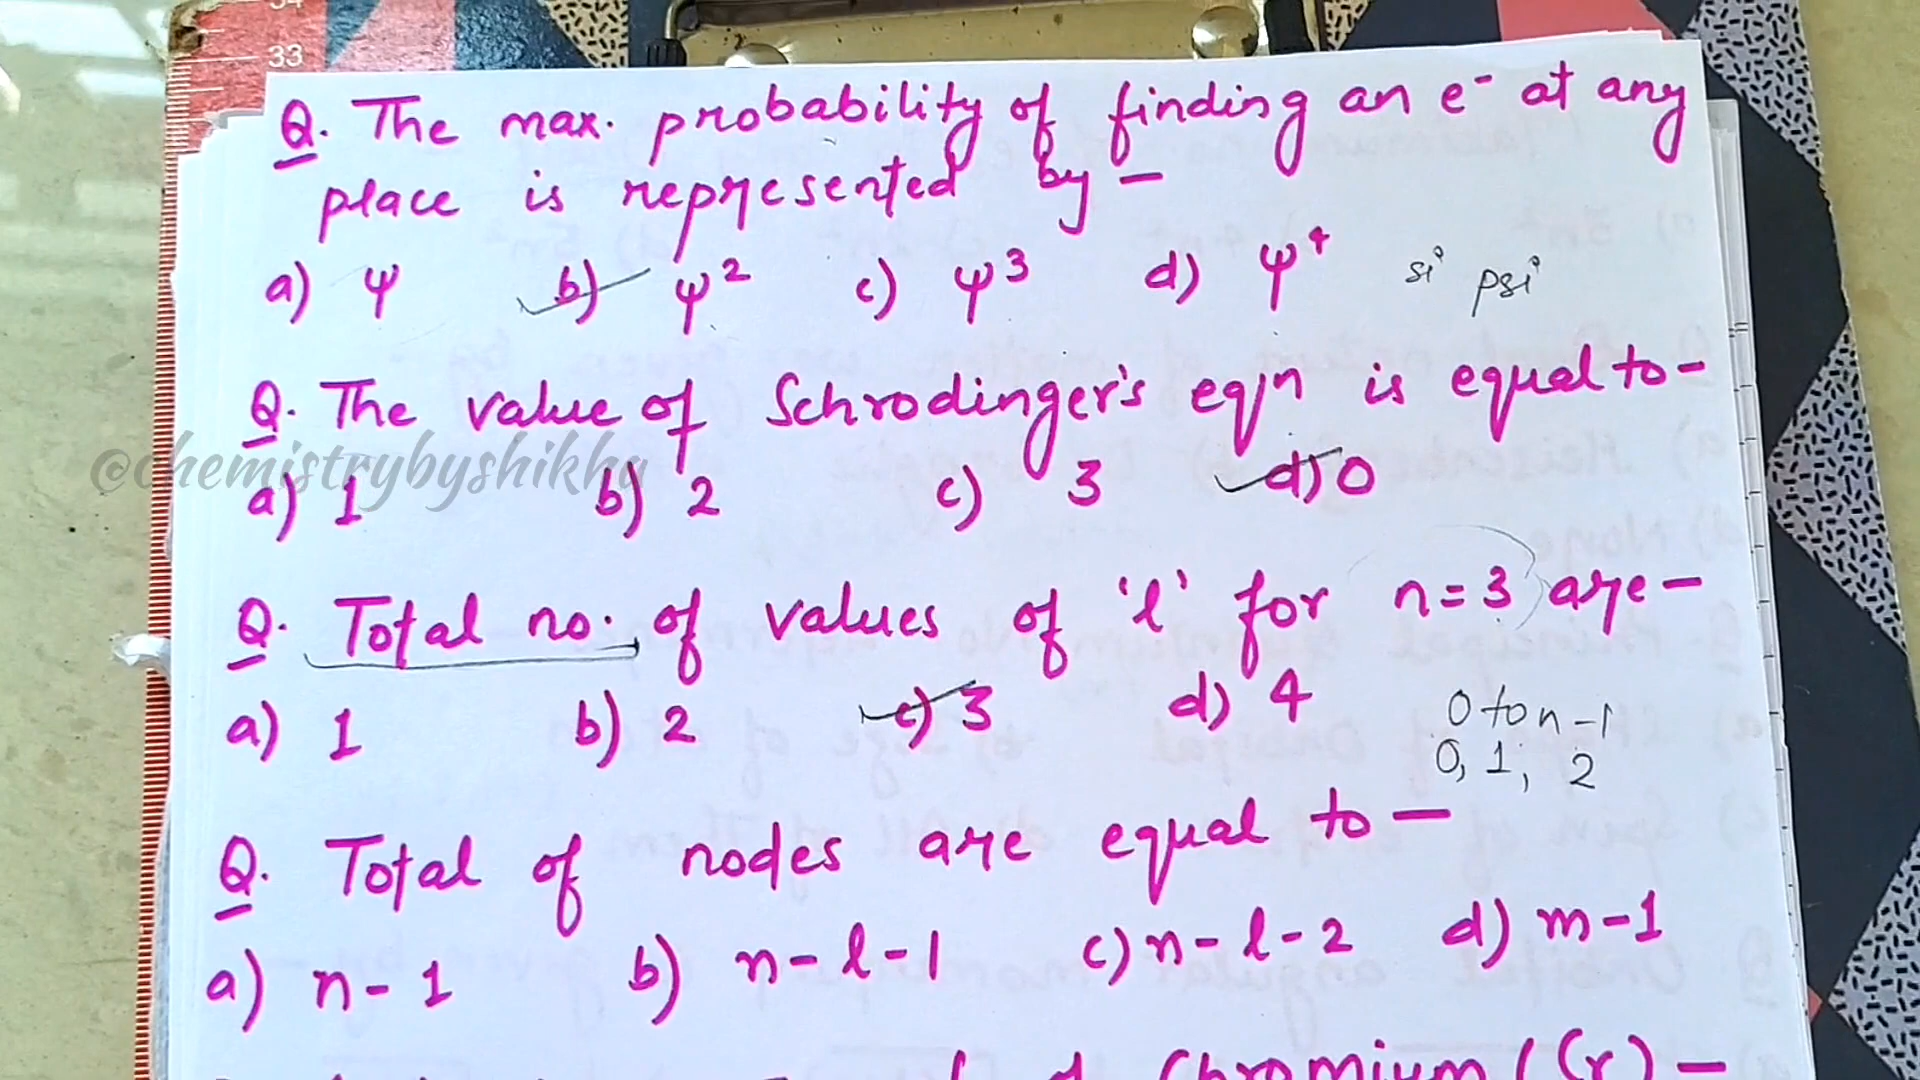 33
Q. The max. probability of finding an e⁻ at any
place is represented by -
a) ψ b) ψ² c) ψ³ d) ψ⁴ si psi
Q. The value of Schrodinger's eqn is equal to -
@chemistrybyshikha
a) 1 b) 2 c) 3 d) 0
Q. Total no. of values of 'l' for n=3 are -
a) 1 b) 2 c) 3 d) 4 0 to n-1
0, 1, 2
Q. Total of nodes are equal to -
a) n-1 b) n-l-1 c) n-l-2 d) m-1
of Chromium (Cr) -